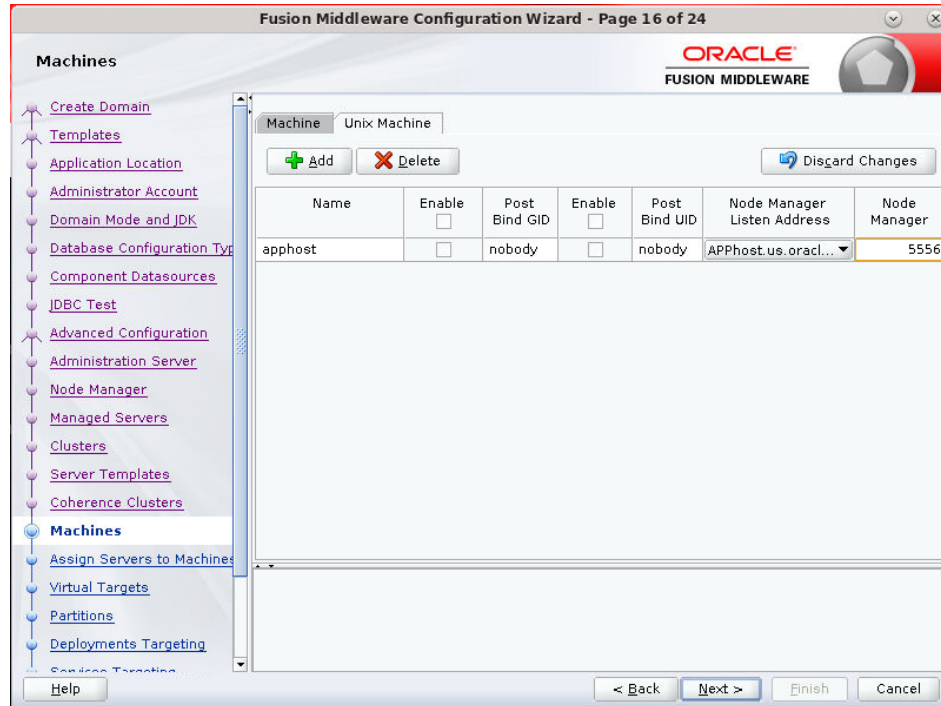 Fusion Middleware Configuration Wizard - Page 16 of 24
Machines
ORACLE
FUSION MIDDLEWARE
Create Domain
Templates
Application Location
Administrator Account
Domain Mode and JDK
Database Configuration Typ
Component Datasources
JDBC Test
Advanced Configuration
Administration Server
Node Manager
Managed Servers
Clusters
Server Templates
Coherence Clusters
Machines
Assign Servers to Machines
Virtual Targets
Partitions
Deployments Targeting
Services Targeting
Machine Unix Machine
Add Delete Discard Changes
Name Enable Post Bind GID Enable Post Bind UID Node Manager Listen Address Node Manager
apphost nobody nobody APPhost.us.oracl... 5556
Help < Back Next > Finish Cancel